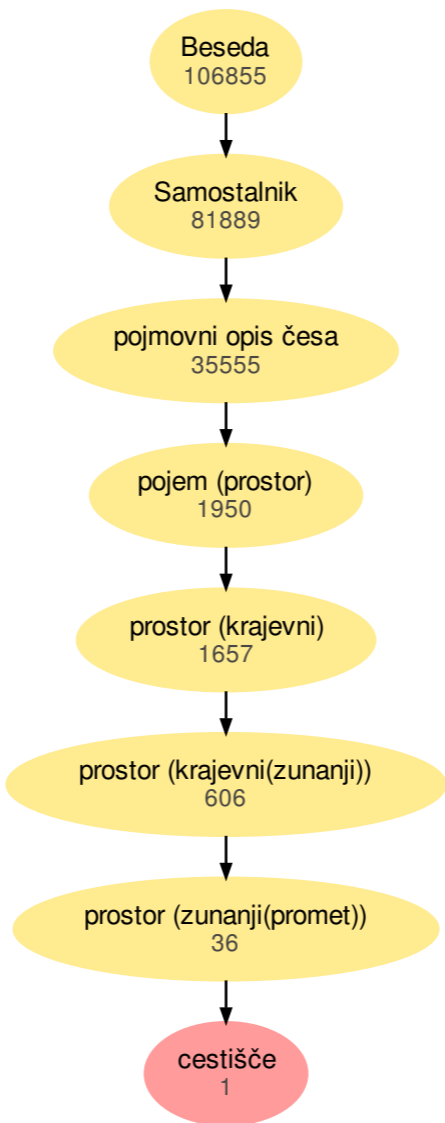 Beseda
106855
Samostalnik
81889
pojmovni opis česa
35555
pojem (prostor)
1950
prostor (krajevni)
1657
prostor (krajevni(zunanji))
606
prostor (zunanji(promet))
36
cestišče
1